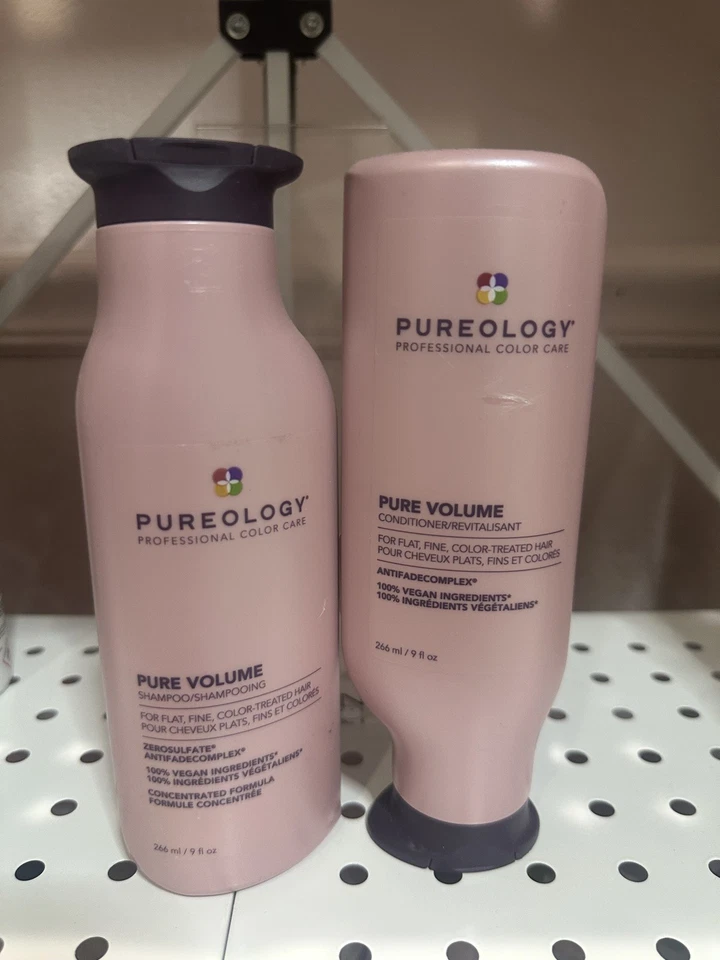 PUREOLOGY®
PROFESSIONAL COLOR CARE
PURE VOLUME
SHAMPOO/SHAMPOOING
FOR FLAT, FINE, COLOR-TREATED HAIR
POUR CHEVEUX PLATS, FINS ET COLORÉS
ZEROSULFATE®
ANTIFADECOMPLEX®
100% VEGAN INGREDIENTS*
100% INGRÉDIENTS VÉGÉTALIENS*
CONCENTRATED FORMULA
FORMULE CONCENTRÉE
266 ml / 9 fl oz
PUREOLOGY®
PROFESSIONAL COLOR CARE
PURE VOLUME
CONDITIONER/REVITALISANT
FOR FLAT, FINE, COLOR-TREATED HAIR
POUR CHEVEUX PLATS, FINS ET COLORÉS
ANTIFADECOMPLEX®
100% VEGAN INGREDIENTS*
100% INGRÉDIENTS VÉGÉTALIENS*
266 ml / 9 fl oz